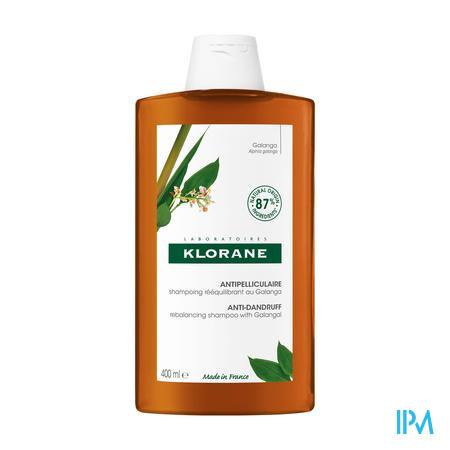 Galanga
Alpinia galanga
NATURAL ORIGIN
87%
INGREDIENTS
LABORATOIRES
KLORANE
ANTIPELLICULAIRE
shampoing rééquilibrant au Galanga
ANTI-DANDRUFF
rebalancing shampoo with Galangal
400 ml ℮
Made in France
IPM